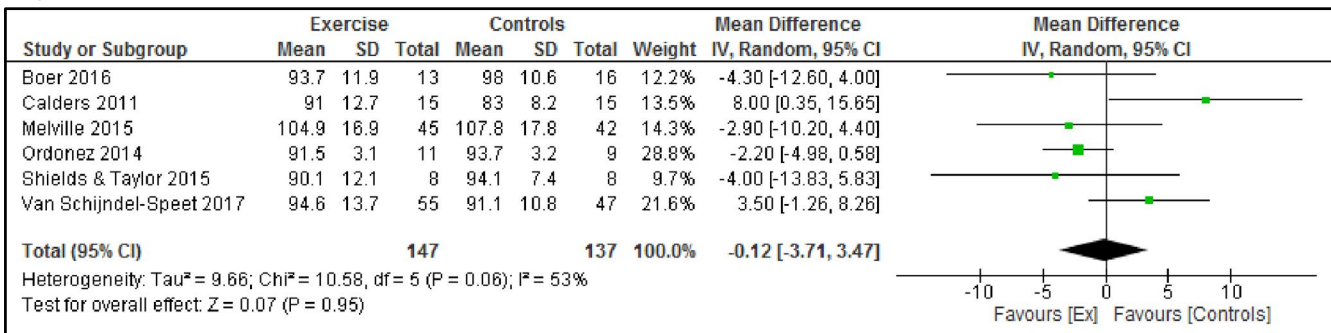 Exercise Controls Mean Difference Mean Difference
Study or Subgroup Mean SD Total Mean SD Total Weight IV, Random, 95% CI IV, Random, 95% CI
Boer 2016 93.7 11.9 13 98 10.6 16 12.2% -4.30 [-12.60, 4.00]
Calders 2011 91 12.7 15 83 8.2 15 13.5% 8.00 [0.35, 15.65]
Melville 2015 104.9 16.9 45 107.8 17.8 42 14.3% -2.90 [-10.20, 4.40]
Ordonez 2014 91.5 3.1 11 93.7 3.2 9 28.8% -2.20 [-4.98, 0.58]
Shields & Taylor 2015 90.1 12.1 8 94.1 7.4 8 9.7% -4.00 [-13.83, 5.83]
Van Schijndel-Speet 2017 94.6 13.7 55 91.1 10.8 47 21.6% 3.50 [-1.26, 8.26]
Total (95% CI) 147 137 100.0% -0.12 [-3.71, 3.47]
Heterogeneity: Tau² = 9.66; Chi² = 10.58, df = 5 (P = 0.06); I² = 53%
Test for overall effect: Z = 0.07 (P = 0.95)
-10 -5 0 5 10
Favours [Ex] Favours [Controls]